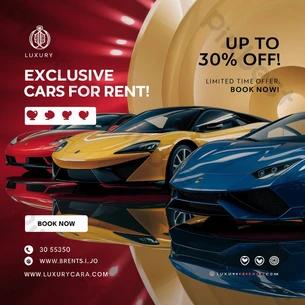 LUXURY
EXCLUSIVE
CARS FOR RENT!
UP TO
30% OFF!
LIMITED TIME OFFER,
BOOK NOW!
BOOK NOW
30 55350
WWW.BRENTS.I.JO
WWW.LUXURYCARA.COM